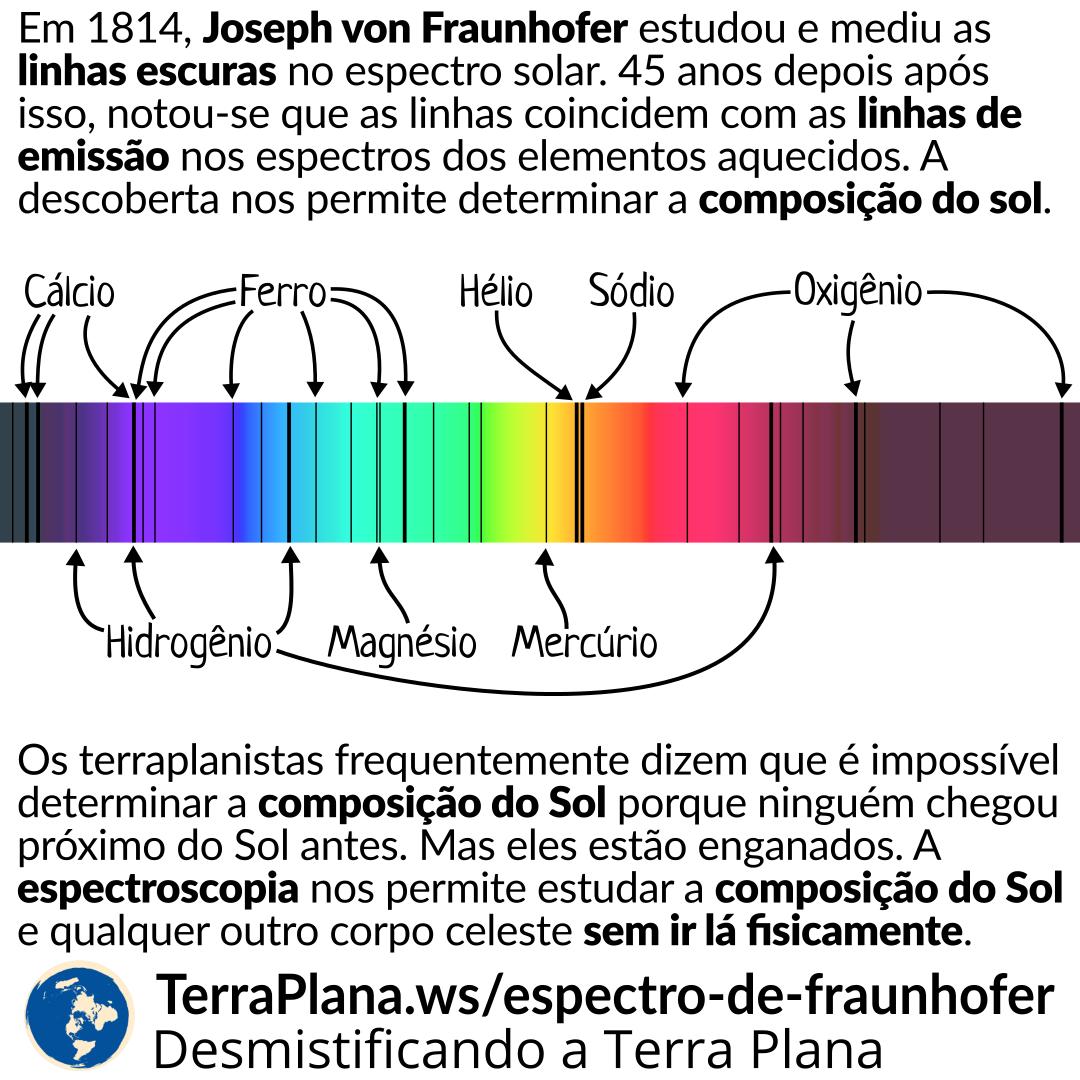 Em 1814, Joseph von Fraunhofer estudou e mediu as
linhas escuras no espectro solar. 45 anos depois após
isso, notou-se que as linhas coincidem com as linhas de
emissão nos espectros dos elementos aquecidos. A
descoberta nos permite determinar a composição do sol.
Cálcio Ferro Hélio Sódio Oxigênio
Hidrogênio Magnésio Mercúrio
Os terraplanistas frequentemente dizem que é impossível
determinar a composição do Sol porque ninguém chegou
próximo do Sol antes. Mas eles estão enganados. A
espectroscopia nos permite estudar a composição do Sol
e qualquer outro corpo celeste sem ir lá fisicamente.
TerraPlana.ws/espectro-de-fraunhofer
Desmistificando a Terra Plana